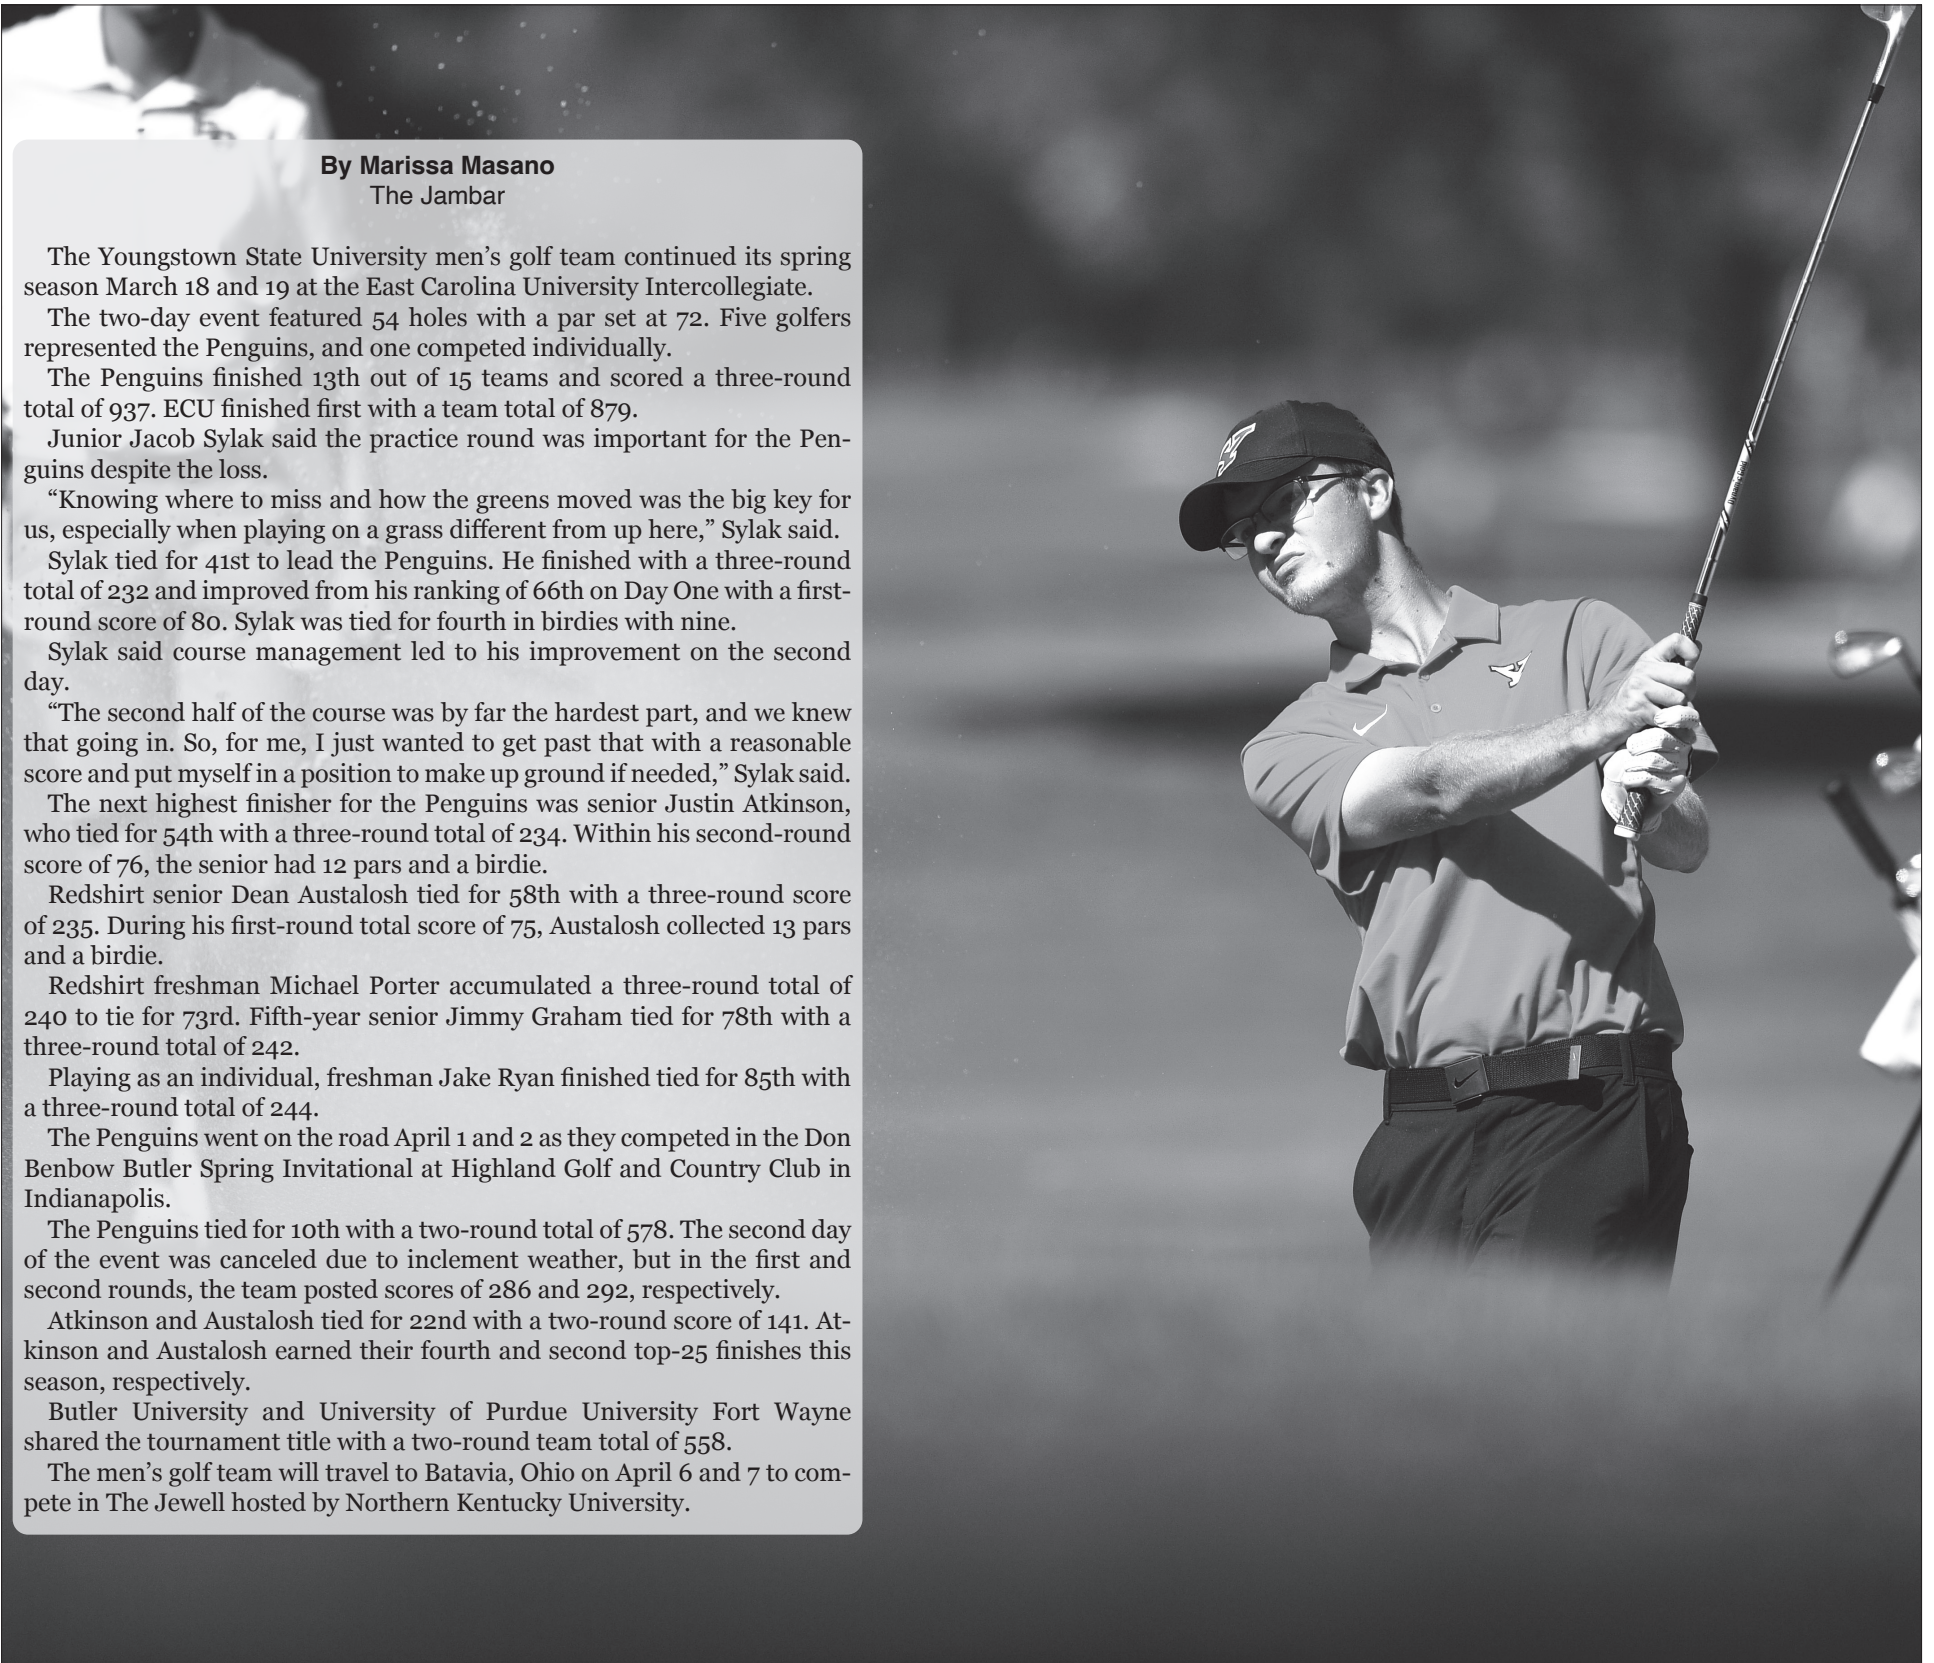 By Marissa Masano
The Jambar
The Youngstown State University men’s golf team continued its spring
season March 18 and 19 at the East Carolina University Intercollegiate.
The two-day event featured 54 holes with a par set at 72. Five golfers
represented the Penguins, and one competed individually.
The Penguins finished 13th out of 15 teams and scored a three-round
total of 937. ECU finished first with a team total of 879.
Junior Jacob Sylak said the practice round was important for the Pen-
guins despite the loss.
“Knowing where to miss and how the greens moved was the big key for
us, especially when playing on a grass different from up here,” Sylak said.
Sylak tied for 41st to lead the Penguins. He finished with a three-round
total of 232 and improved from his ranking of 66th on Day One with a first-
round score of 80. Sylak was tied for fourth in birdies with nine.
Sylak said course management led to his improvement on the second
day.
“The second half of the course was by far the hardest part, and we knew
that going in. So, for me, I just wanted to get past that with a reasonable
score and put myself in a position to make up ground if needed,” Sylak said.
The next highest finisher for the Penguins was senior Justin Atkinson,
who tied for 54th with a three-round total of 234. Within his second-round
score of 76, the senior had 12 pars and a birdie.
Redshirt senior Dean Austalosh tied for 58th with a three-round score
of 235. During his first-round total score of 75, Austalosh collected 13 pars
and a birdie.
Redshirt freshman Michael Porter accumulated a three-round total of
240 to tie for 73rd. Fifth-year senior Jimmy Graham tied for 78th with a
three-round total of 242.
Playing as an individual, freshman Jake Ryan finished tied for 85th with
a three-round total of 244.
The Penguins went on the road April 1 and 2 as they competed in the Don
Benbow Butler Spring Invitational at Highland Golf and Country Club in
Indianapolis.
The Penguins tied for 10th with a two-round total of 578. The second day
of the event was canceled due to inclement weather, but in the first and
second rounds, the team posted scores of 286 and 292, respectively.
Atkinson and Austalosh tied for 22nd with a two-round score of 141. At-
kinson and Austalosh earned their fourth and second top-25 finishes this
season, respectively.
Butler University and University of Purdue University Fort Wayne
shared the tournament title with a two-round team total of 558.
The men’s golf team will travel to Batavia, Ohio on April 6 and 7 to com-
pete in The Jewell hosted by Northern Kentucky University.
Y
Y